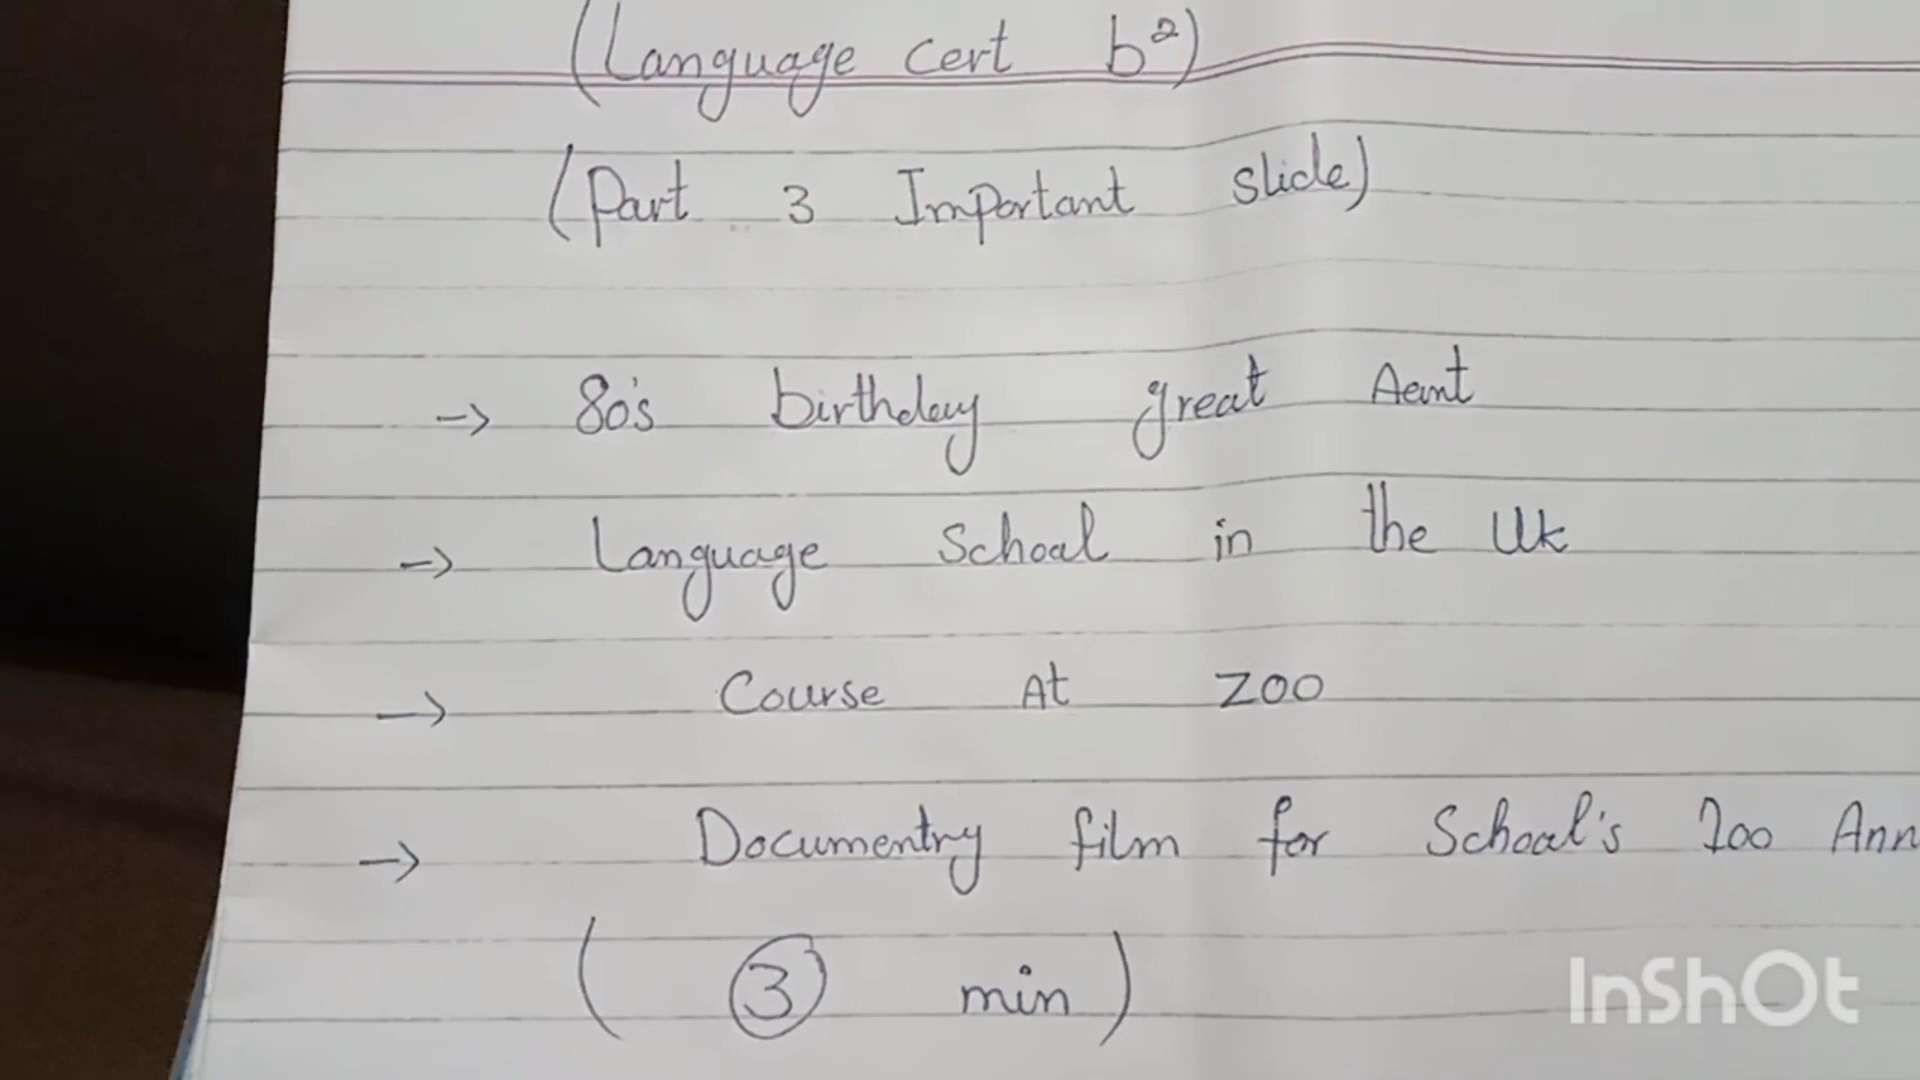 (Language cert b²)
(Part 3 Important slide)
→ 80's birthday great Aunt
→ Language School in the Uk
→ Course At Zoo
→ Documentry film for School's 100 Ann
( 3 min )
InShOt